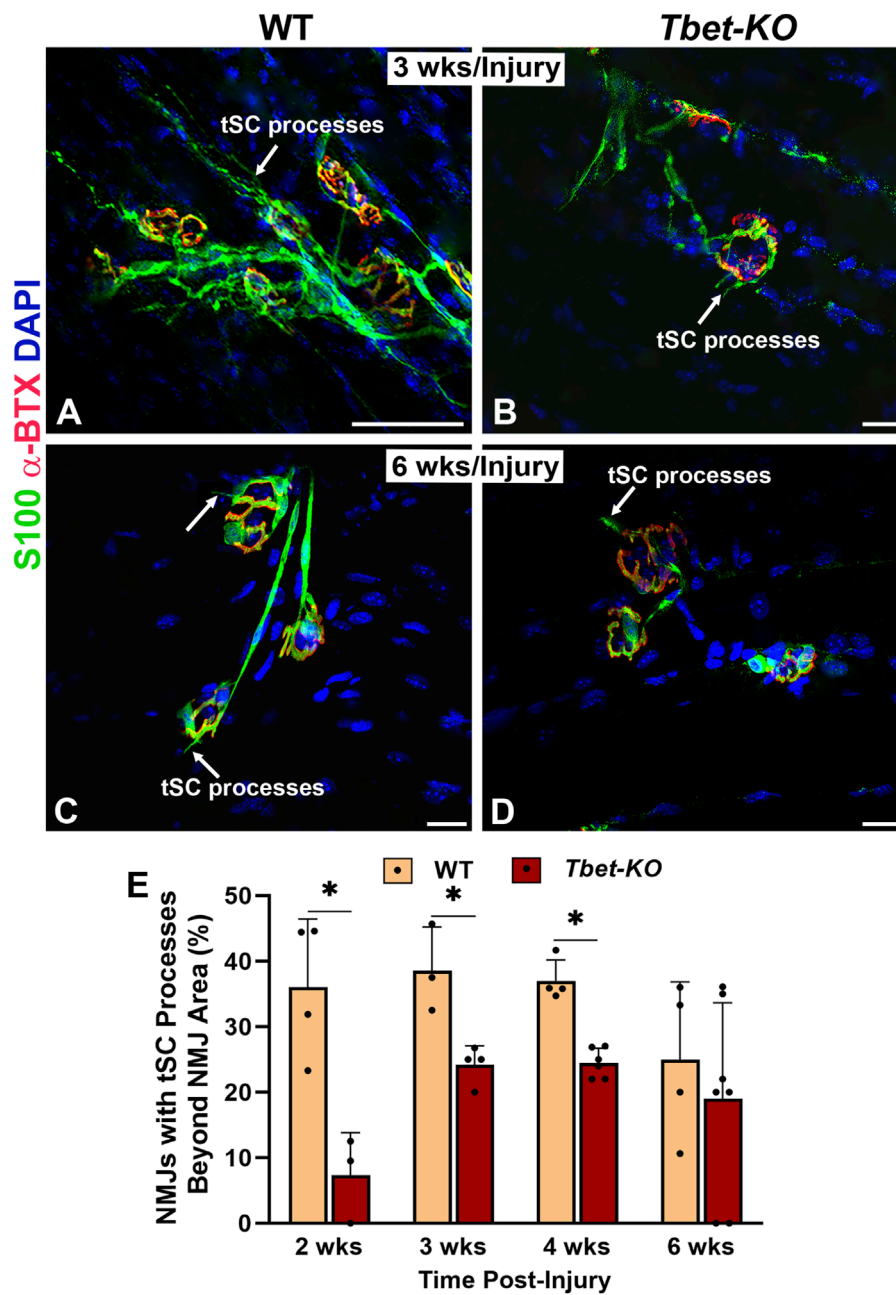 WT
Tbet-KO
3 wks/Injury
tSC processes
tSC processes
A
B
S100 α-BTX DAPI
6 wks/Injury
tSC processes
tSC processes
C
D
E
WT
Tbet-KO
NMJs with tSC Processes
Beyond NMJ Area (%)
50
40
30
20
10
0
*
*
*
2 wks
3 wks
4 wks
6 wks
Time Post-Injury